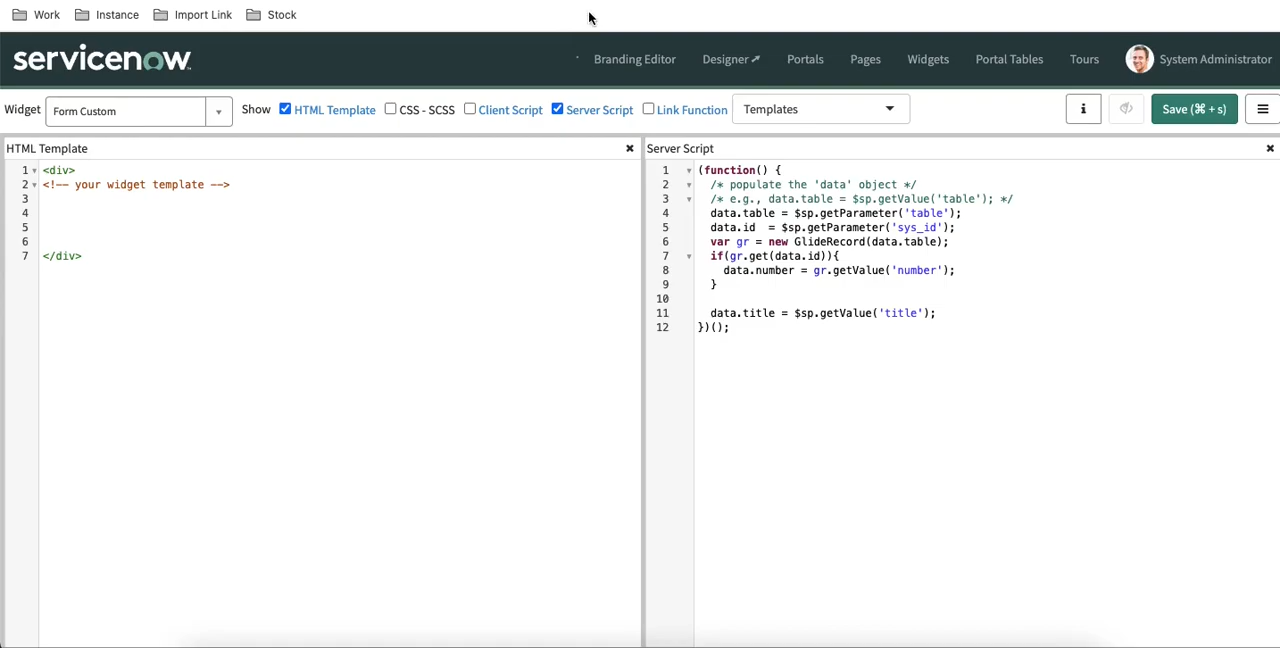 Work Instance Import Link Stock
servicenow Branding Editor Designer Portals Pages Widgets Portal Tables Tours System Administrator
Widget Form Custom Show HTML Template CSS - SCSS Client Script Server Script Link Function Templates i Save (⌘ + s)
HTML Template
1 <div>
2 <!-- your widget template -->
3
4
5
6
7 </div>
Server Script
1 (function() {
2 /* populate the 'data' object */
3 /* e.g., data.table = $sp.getValue('table'); */
4 data.table = $sp.getParameter('table');
5 data.id  = $sp.getParameter('sys_id');
6 var gr = new GlideRecord(data.table);
7 if(gr.get(data.id)){
8 data.number = gr.getValue('number');
9 }
10
11 data.title = $sp.getValue('title');
12 })();